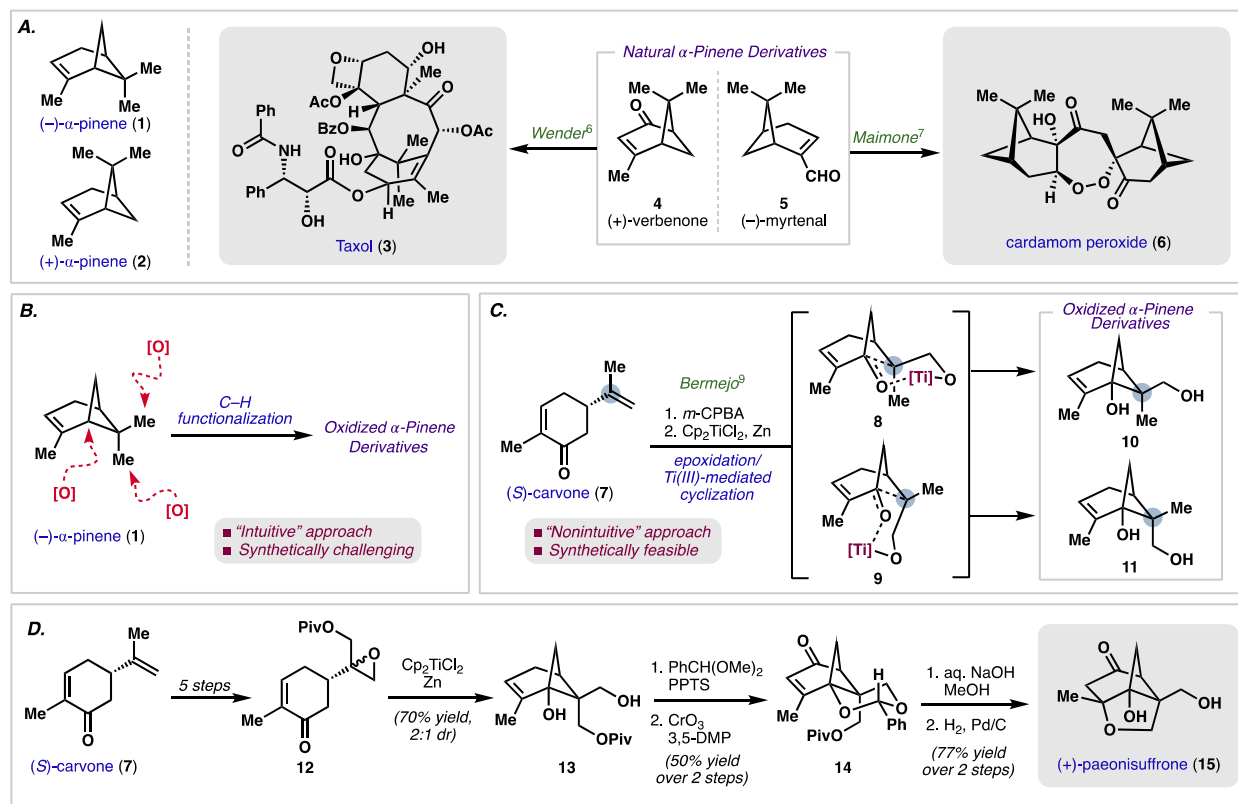 A.
Me
Me
(–)-α-pinene (1)
Me
Me
Me
(+)-α-pinene (2)
O
OH
Me
O
AcO
H
BzO
OAc
Ph
O
NH
HO
Me
Me
O
Ph
O
OH
H
Me
Taxol (3)
Wender⁶
Natural α-Pinene Derivatives
Me
Me
O
Me
4
(+)-verbenone
Me
Me
CHO
5
(–)-myrtenal
Maimone⁷
Me
Me
HO
O
Me
Me
H
O
O
O
cardamom peroxide (6)
B.
[O]
Me
Me
Me
[O]
[O]
(–)-α-pinene (1)
C–H
functionalization
Oxidized α-Pinene
Derivatives
■ "Intuitive" approach
■ Synthetically challenging
C.
Me
Me
O
(S)-carvone (7)
Bermejo⁹
1. m-CPBA
2. Cp₂TiCl₂, Zn
epoxidation/
Ti(III)-mediated
cyclization
■ "Nonintuitive" approach
■ Synthetically feasible
Me
O
[Ti]
O
Me
8
Me
Me
O
[Ti]
O
9
Oxidized α-Pinene
Derivatives
OH
Me
OH
Me
10
Me
Me
OH
OH
11
D.
Me
Me
O
(S)-carvone (7)
5 steps
PivO
O
Me
O
12
Cp₂TiCl₂
Zn
(70% yield,
2:1 dr)
OH
Me
OH
OPiv
13
1. PhCH(OMe)₂
PPTS
2. CrO₃
3,5-DMP
(50% yield
over 2 steps)
O
H
Me
O
O
Ph
PivO
14
1. aq. NaOH
MeOH
2. H₂, Pd/C
(77% yield
over 2 steps)
O
Me
OH
OH
O
(+)-paeonisuffrone (15)